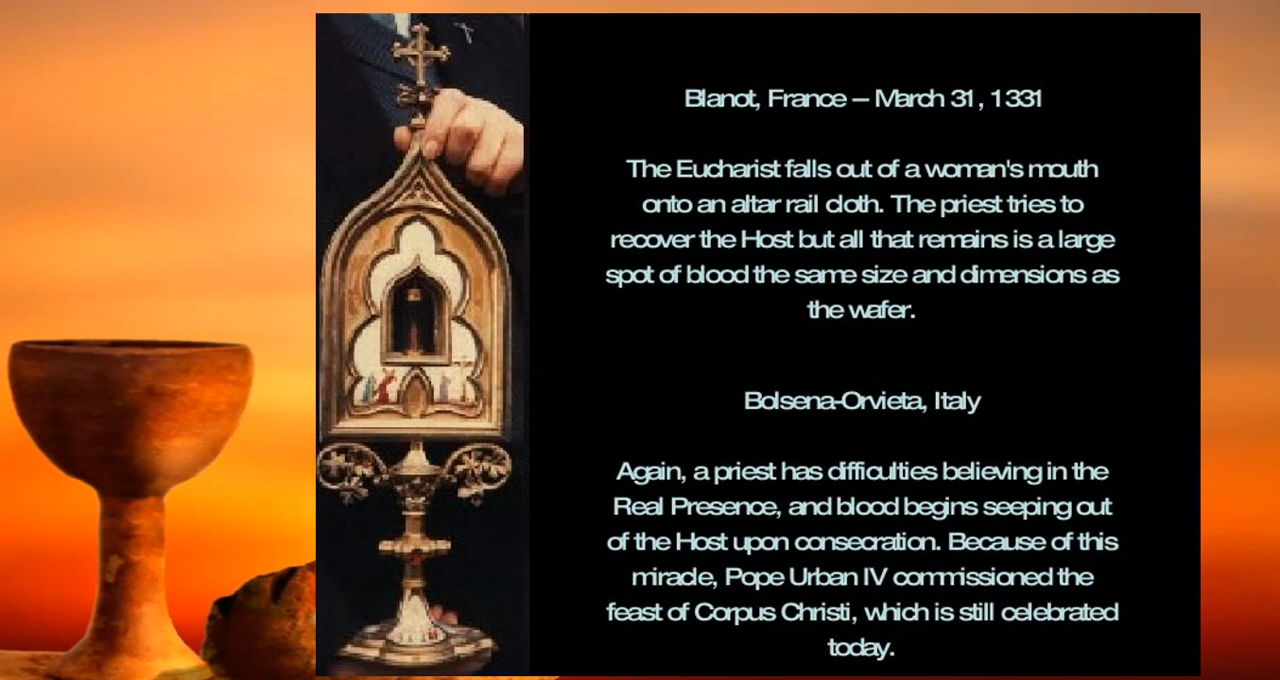 Blanot, France – March 31, 1331
The Eucharist falls out of a woman's mouth
onto an altar rail cloth. The priest tries to
recover the Host but all that remains is a large
spot of blood the same size and dimensions as
the wafer.
Bolsena-Orvieta, Italy
Again, a priest has difficulties believing in the
Real Presence, and blood begins seeping out
of the Host upon consecration. Because of this
miracle, Pope Urban IV commissioned the
feast of Corpus Christi, which is still celebrated
today.